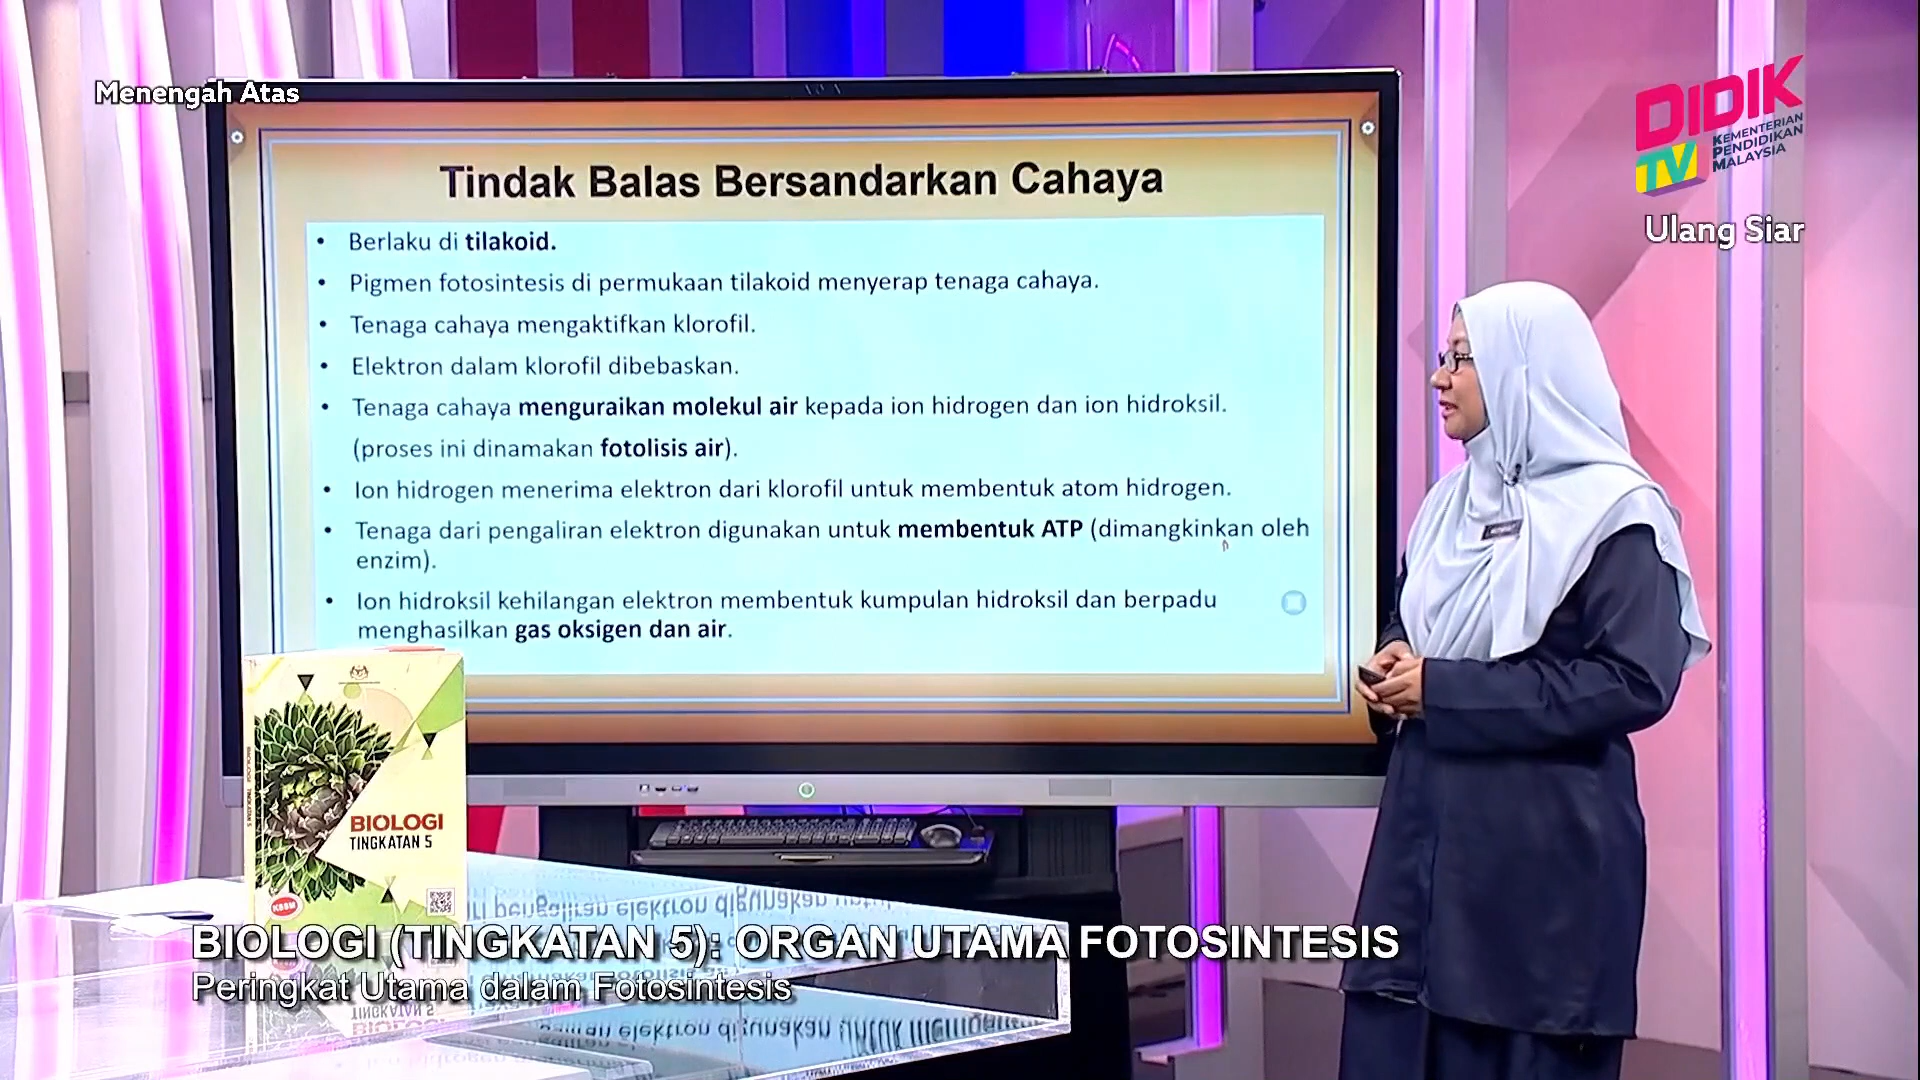 Menengah Atas
DIDIK
TV
KEMENTERIAN
PENDIDIKAN
MALAYSIA
Ulang Siar
Tindak Balas Bersandarkan Cahaya
• Berlaku di tilakoid.
• Pigmen fotosintesis di permukaan tilakoid menyerap tenaga cahaya.
• Tenaga cahaya mengaktifkan klorofil.
• Elektron dalam klorofil dibebaskan.
• Tenaga cahaya menguraikan molekul air kepada ion hidrogen dan ion hidroksil.
(proses ini dinamakan fotolisis air).
• Ion hidrogen menerima elektron dari klorofil untuk membentuk atom hidrogen.
• Tenaga dari pengaliran elektron digunakan untuk membentuk ATP (dimangkinkan oleh
enzim).
• Ion hidroksil kehilangan elektron membentuk kumpulan hidroksil dan berpadu
menghasilkan gas oksigen dan air.
BIOLOGI
TINGKATAN 5
KSSM
BIOLOGI TINGKATAN 5
BIOLOGI (TINGKATAN 5): ORGAN UTAMA FOTOSINTESIS
Peringkat Utama dalam Fotosintesis